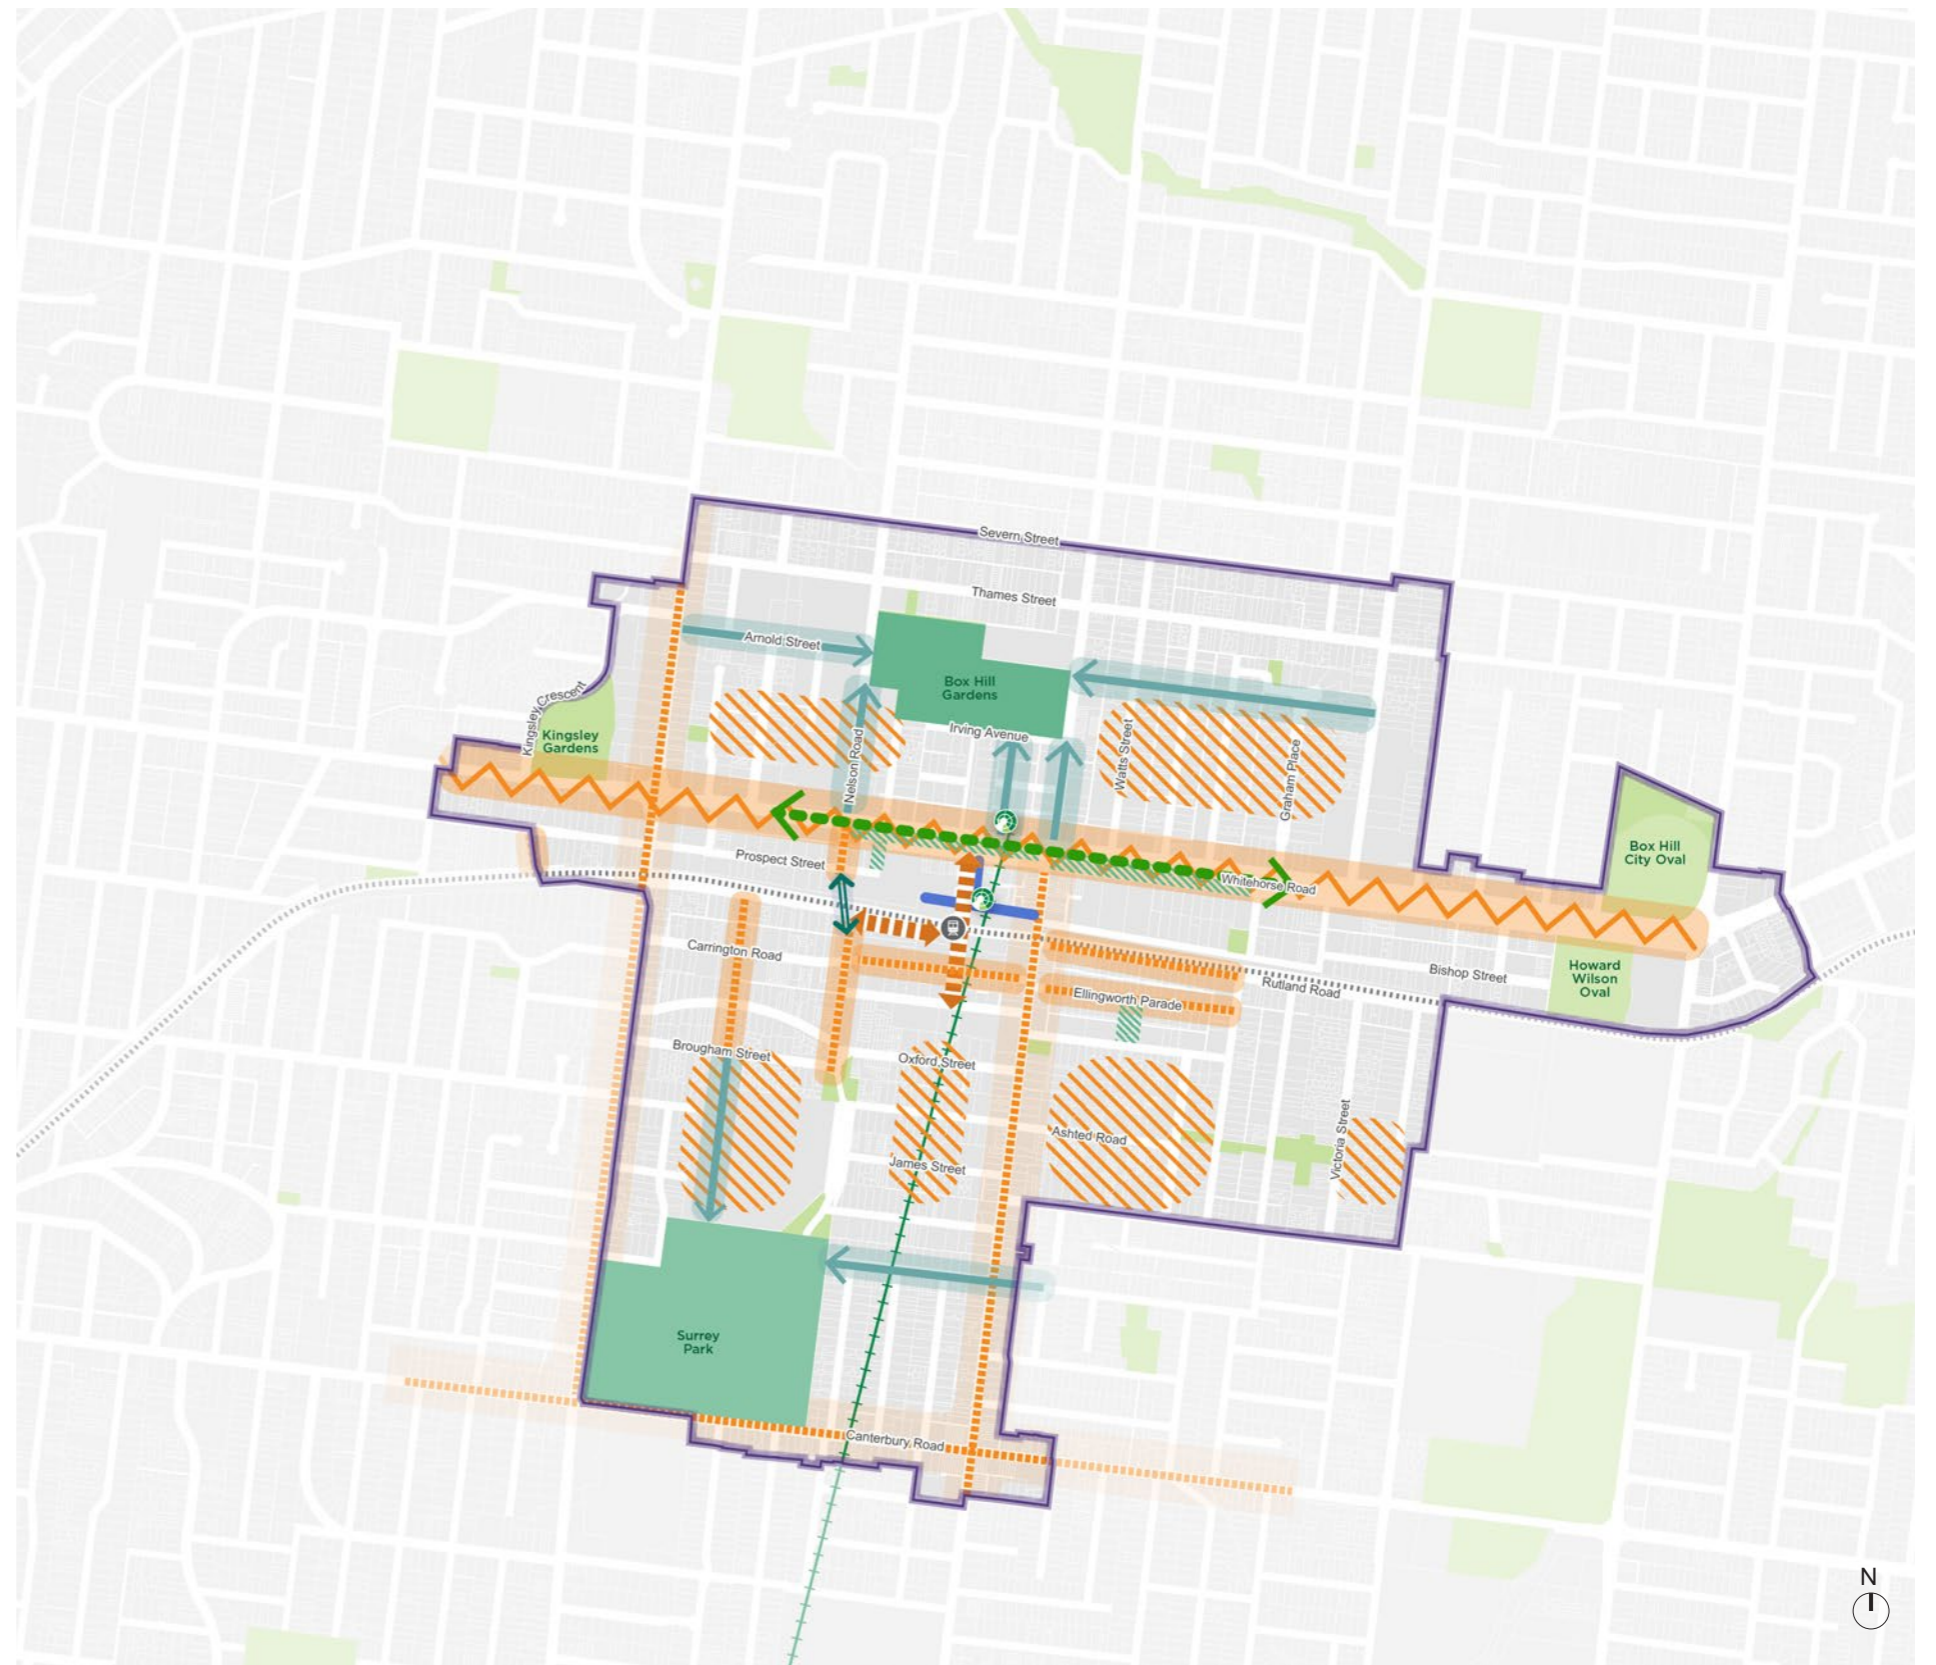 Severn Street
Thames Street
Arnold Street
Box Hill
Gardens
Kingsley Crescent
Kingsley
Gardens
Irving Avenue
Nelson Road
Watts Street
Graham Place
Box Hill
City Oval
Prospect Street
Whitehorse Road
Carrington Road
Bishop Street
Howard
Wilson
Oval
Rutland Road
Ellingworth Parade
Brougham Street
Oxford Street
Ashted Road
Victoria Street
James Street
Surrey
Park
Canterbury Road
N